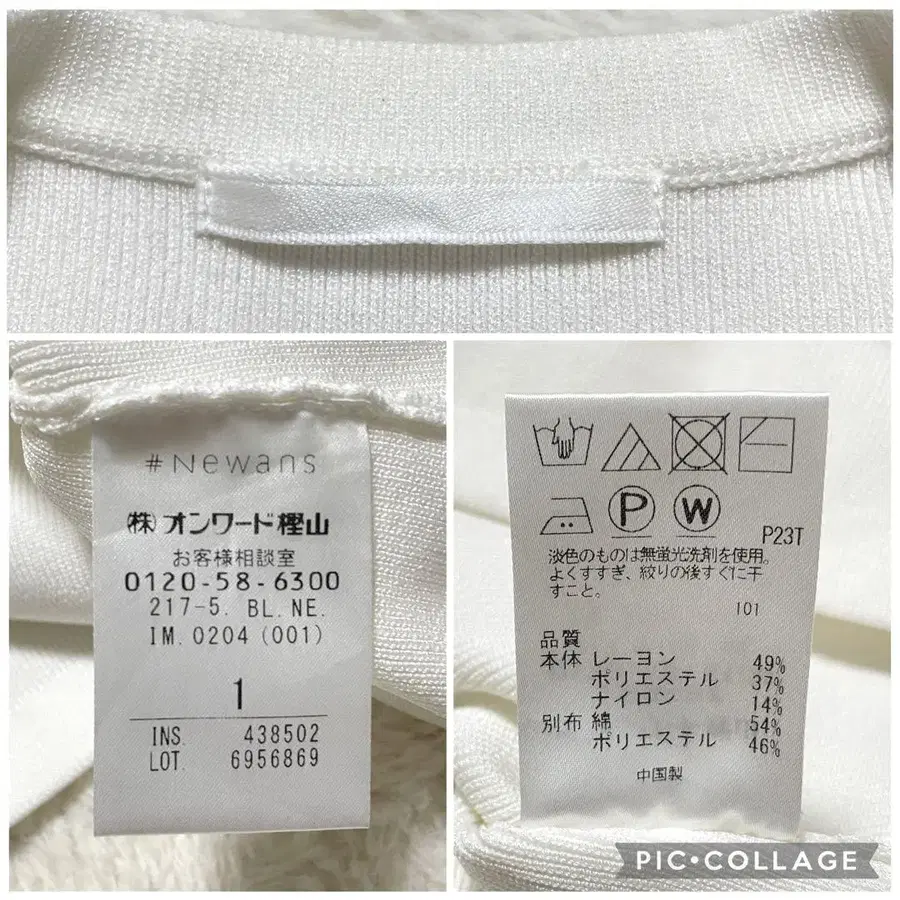 #Newans
㈱オンワード樫山
お客様相談室
0120-58-6300
217-5. BL.NE.
IM.0204(001)
1
INS. 438502
LOT. 6956869
P W
P23T
淡色のものは無蛍光洗剤を使用。
よくすすぎ、絞りの後すぐに干
すこと。
101
品質
本体 レーヨン 49%
ポリエステル 37%
ナイロン 14%
別布 綿 54%
ポリエステル 46%
中国製
PIC•COLLAGE